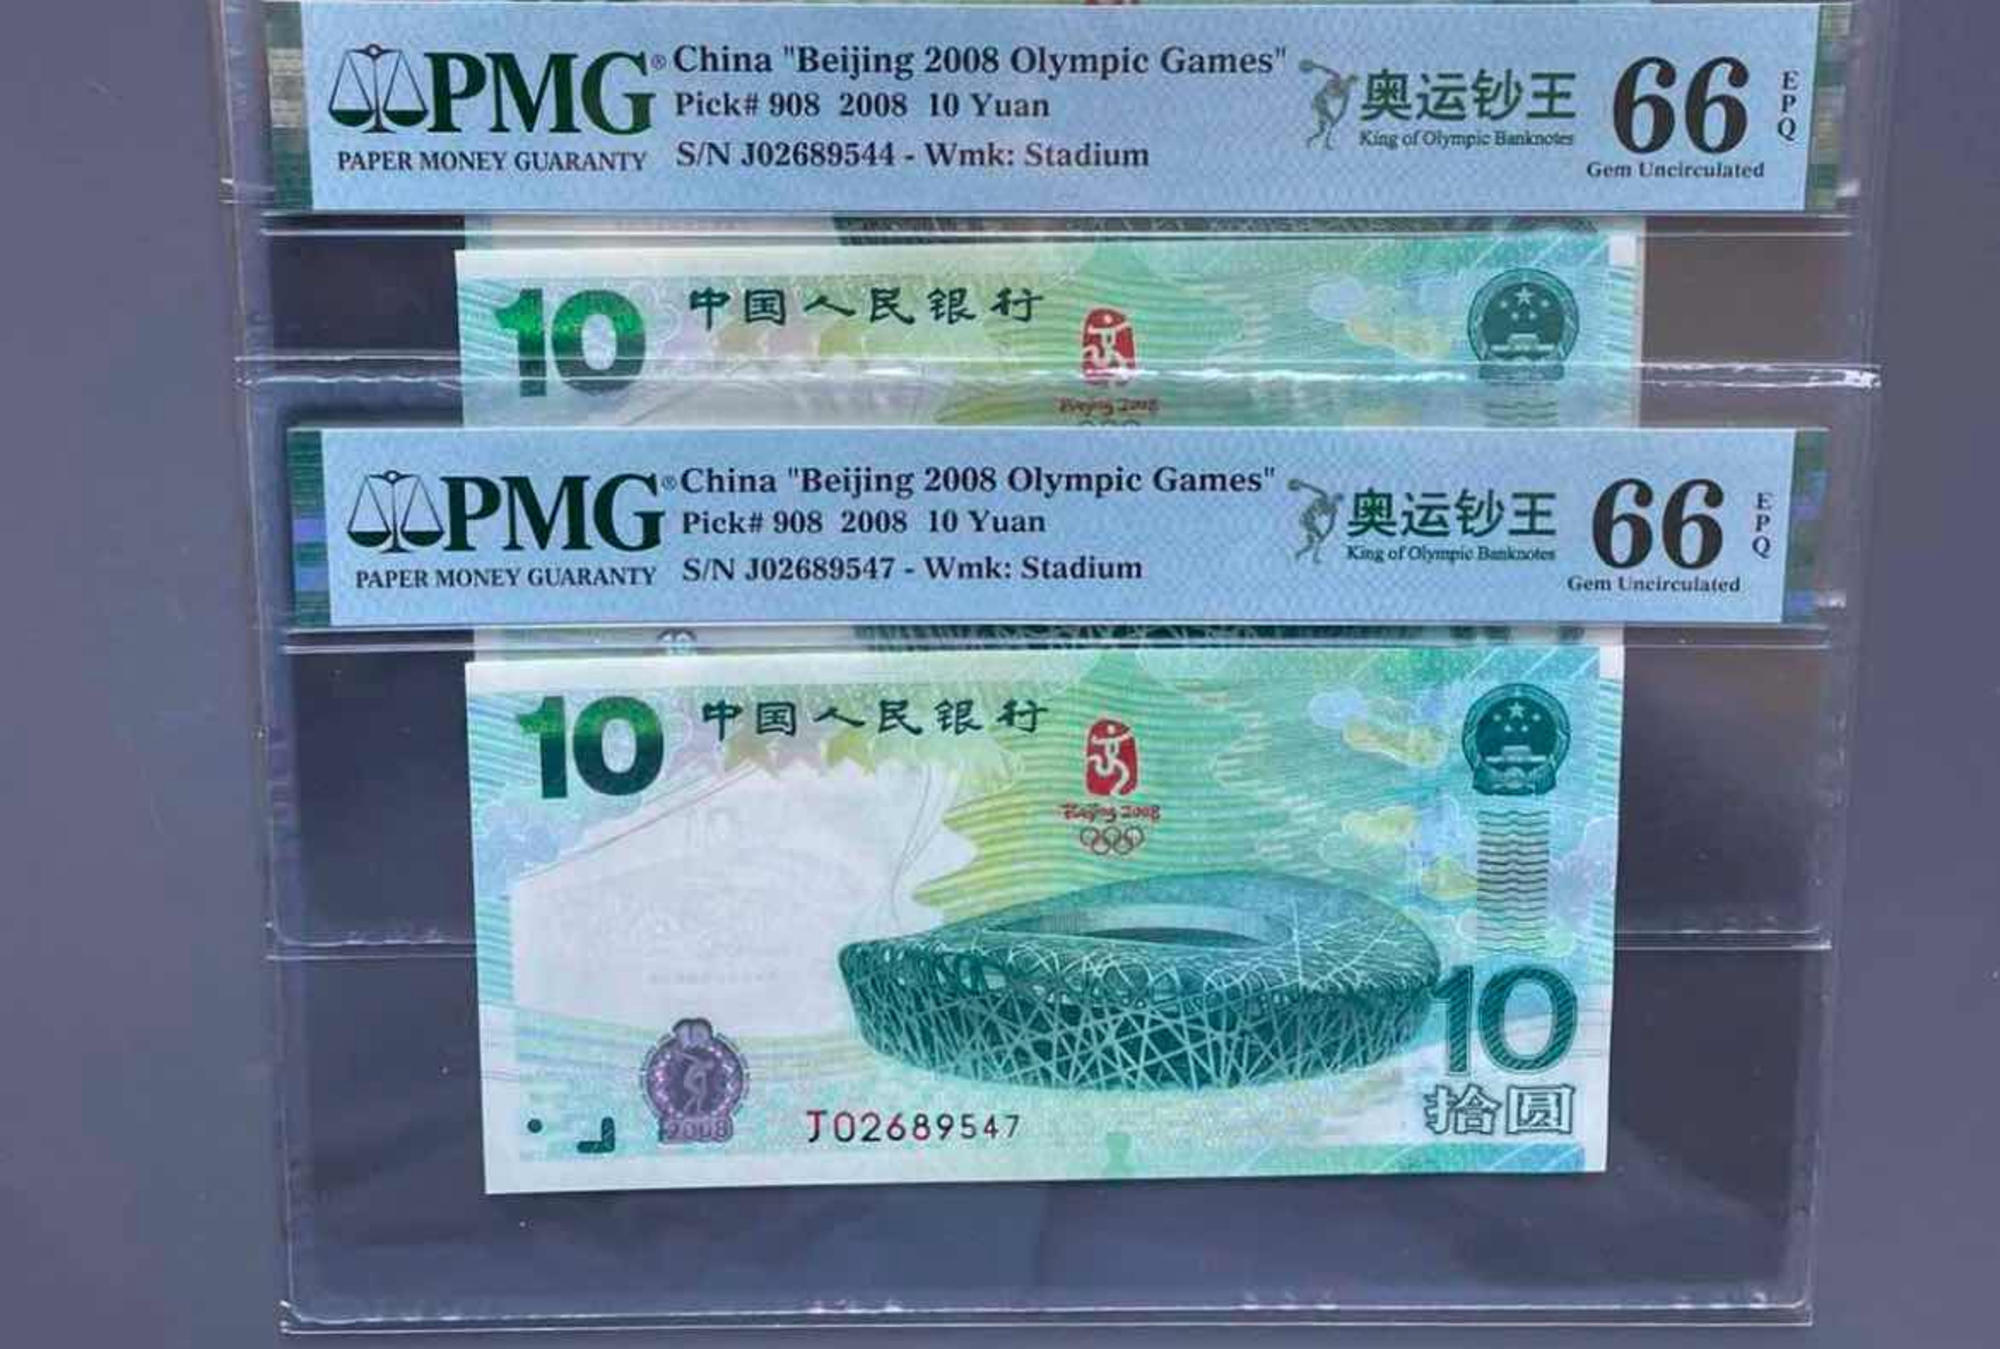 PMG®
PAPER MONEY GUARANTY
China "Beijing 2008 Olympic Games"
Pick# 908 2008 10 Yuan
S/N J02689544 - Wmk: Stadium
奥运钞王
King of Olympic Banknotes
66
EPQ
Gem Uncirculated
10
中国人民银行
Beijing 2008
PMG®
PAPER MONEY GUARANTY
China "Beijing 2008 Olympic Games"
Pick# 908 2008 10 Yuan
S/N J02689547 - Wmk: Stadium
奥运钞王
King of Olympic Banknotes
66
EPQ
Gem Uncirculated
10
10
中国人民银行
Beijing 2008
10
拾圆
10
2008
J02689547